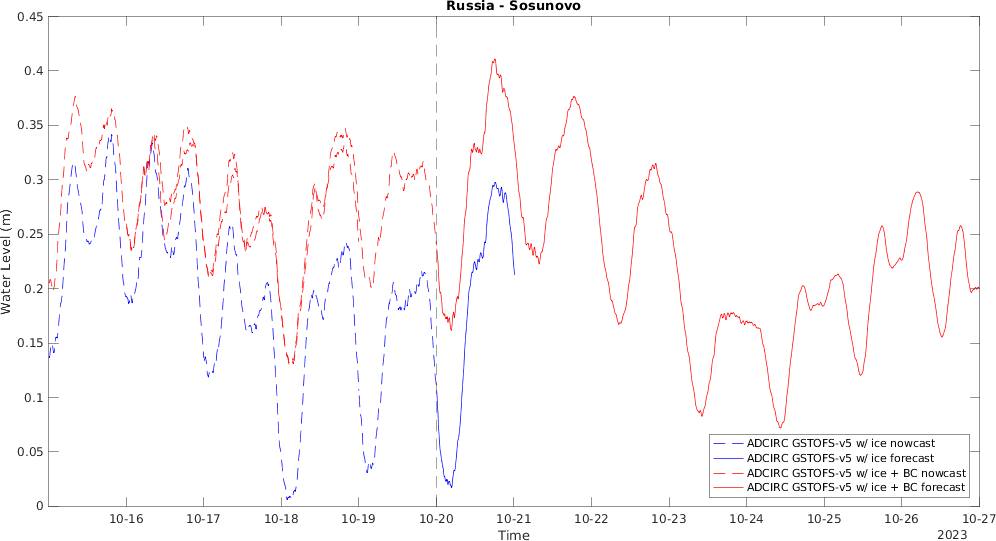 Russia - Sosunovo
0.45
0.4
0.35
0.3
0.25
0.2
0.15
0.1
0.05
0
Water Level (m)
10-16 10-17 10-18 10-19 10-20 10-21 10-22 10-23 10-24 10-25 10-26 10-27
Time
2023
ADCIRC GSTOFS-v5 w/ ice nowcast
ADCIRC GSTOFS-v5 w/ ice forecast
ADCIRC GSTOFS-v5 w/ ice + BC nowcast
ADCIRC GSTOFS-v5 w/ ice + BC forecast